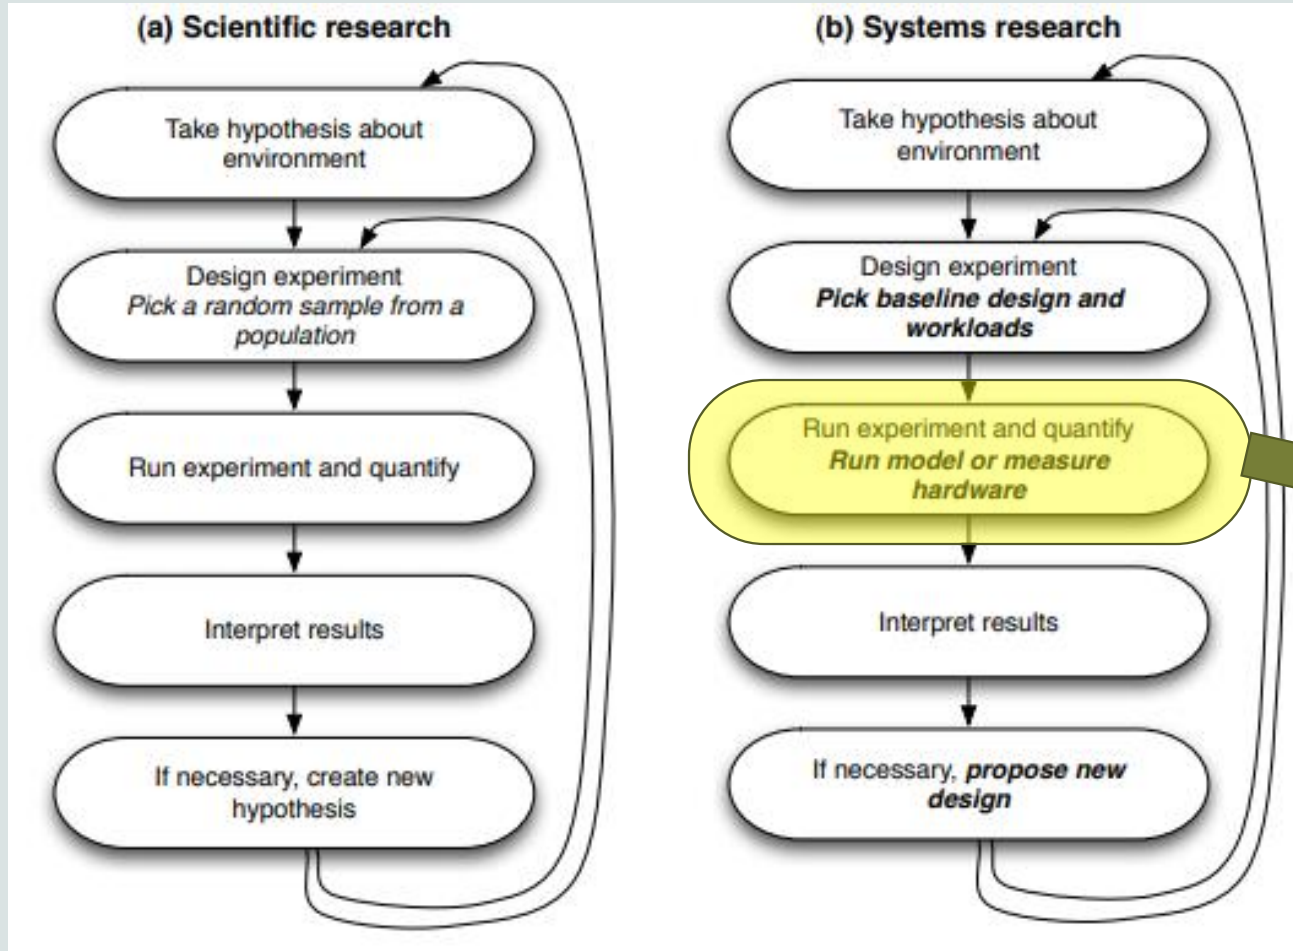 (a) Scientific research
Take hypothesis about
environment
Design experiment
Pick a random sample from a
population
Run experiment and quantify
Interpret results
If necessary, create new
hypothesis
(b) Systems research
Take hypothesis about
environment
Design experiment
Pick baseline design and
workloads
Run experiment and quantify
Run model or measure
hardware
Interpret results
If necessary, propose new
design